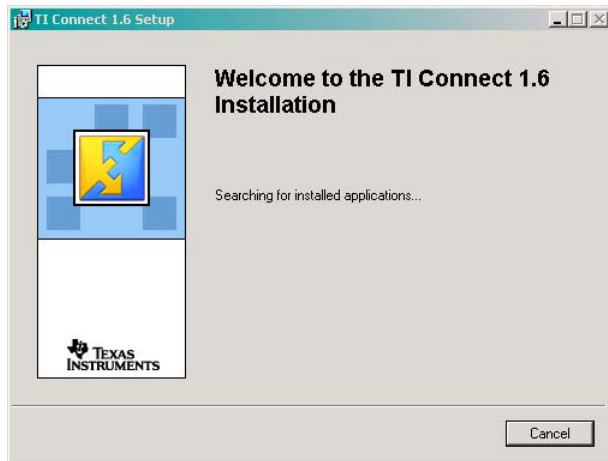 TI Connect 1.6 Setup
Welcome to the TI Connect 1.6
Installation
Searching for installed applications...
TEXAS
INSTRUMENTS
Cancel